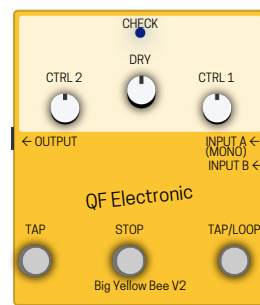 CHECK
DRY
CTRL 2 CTRL 1
← OUTPUT INPUT A ←
(MONO)
INPUT B ←
QF Electronic
TAP STOP TAP/LOOP
Big Yellow Bee V2